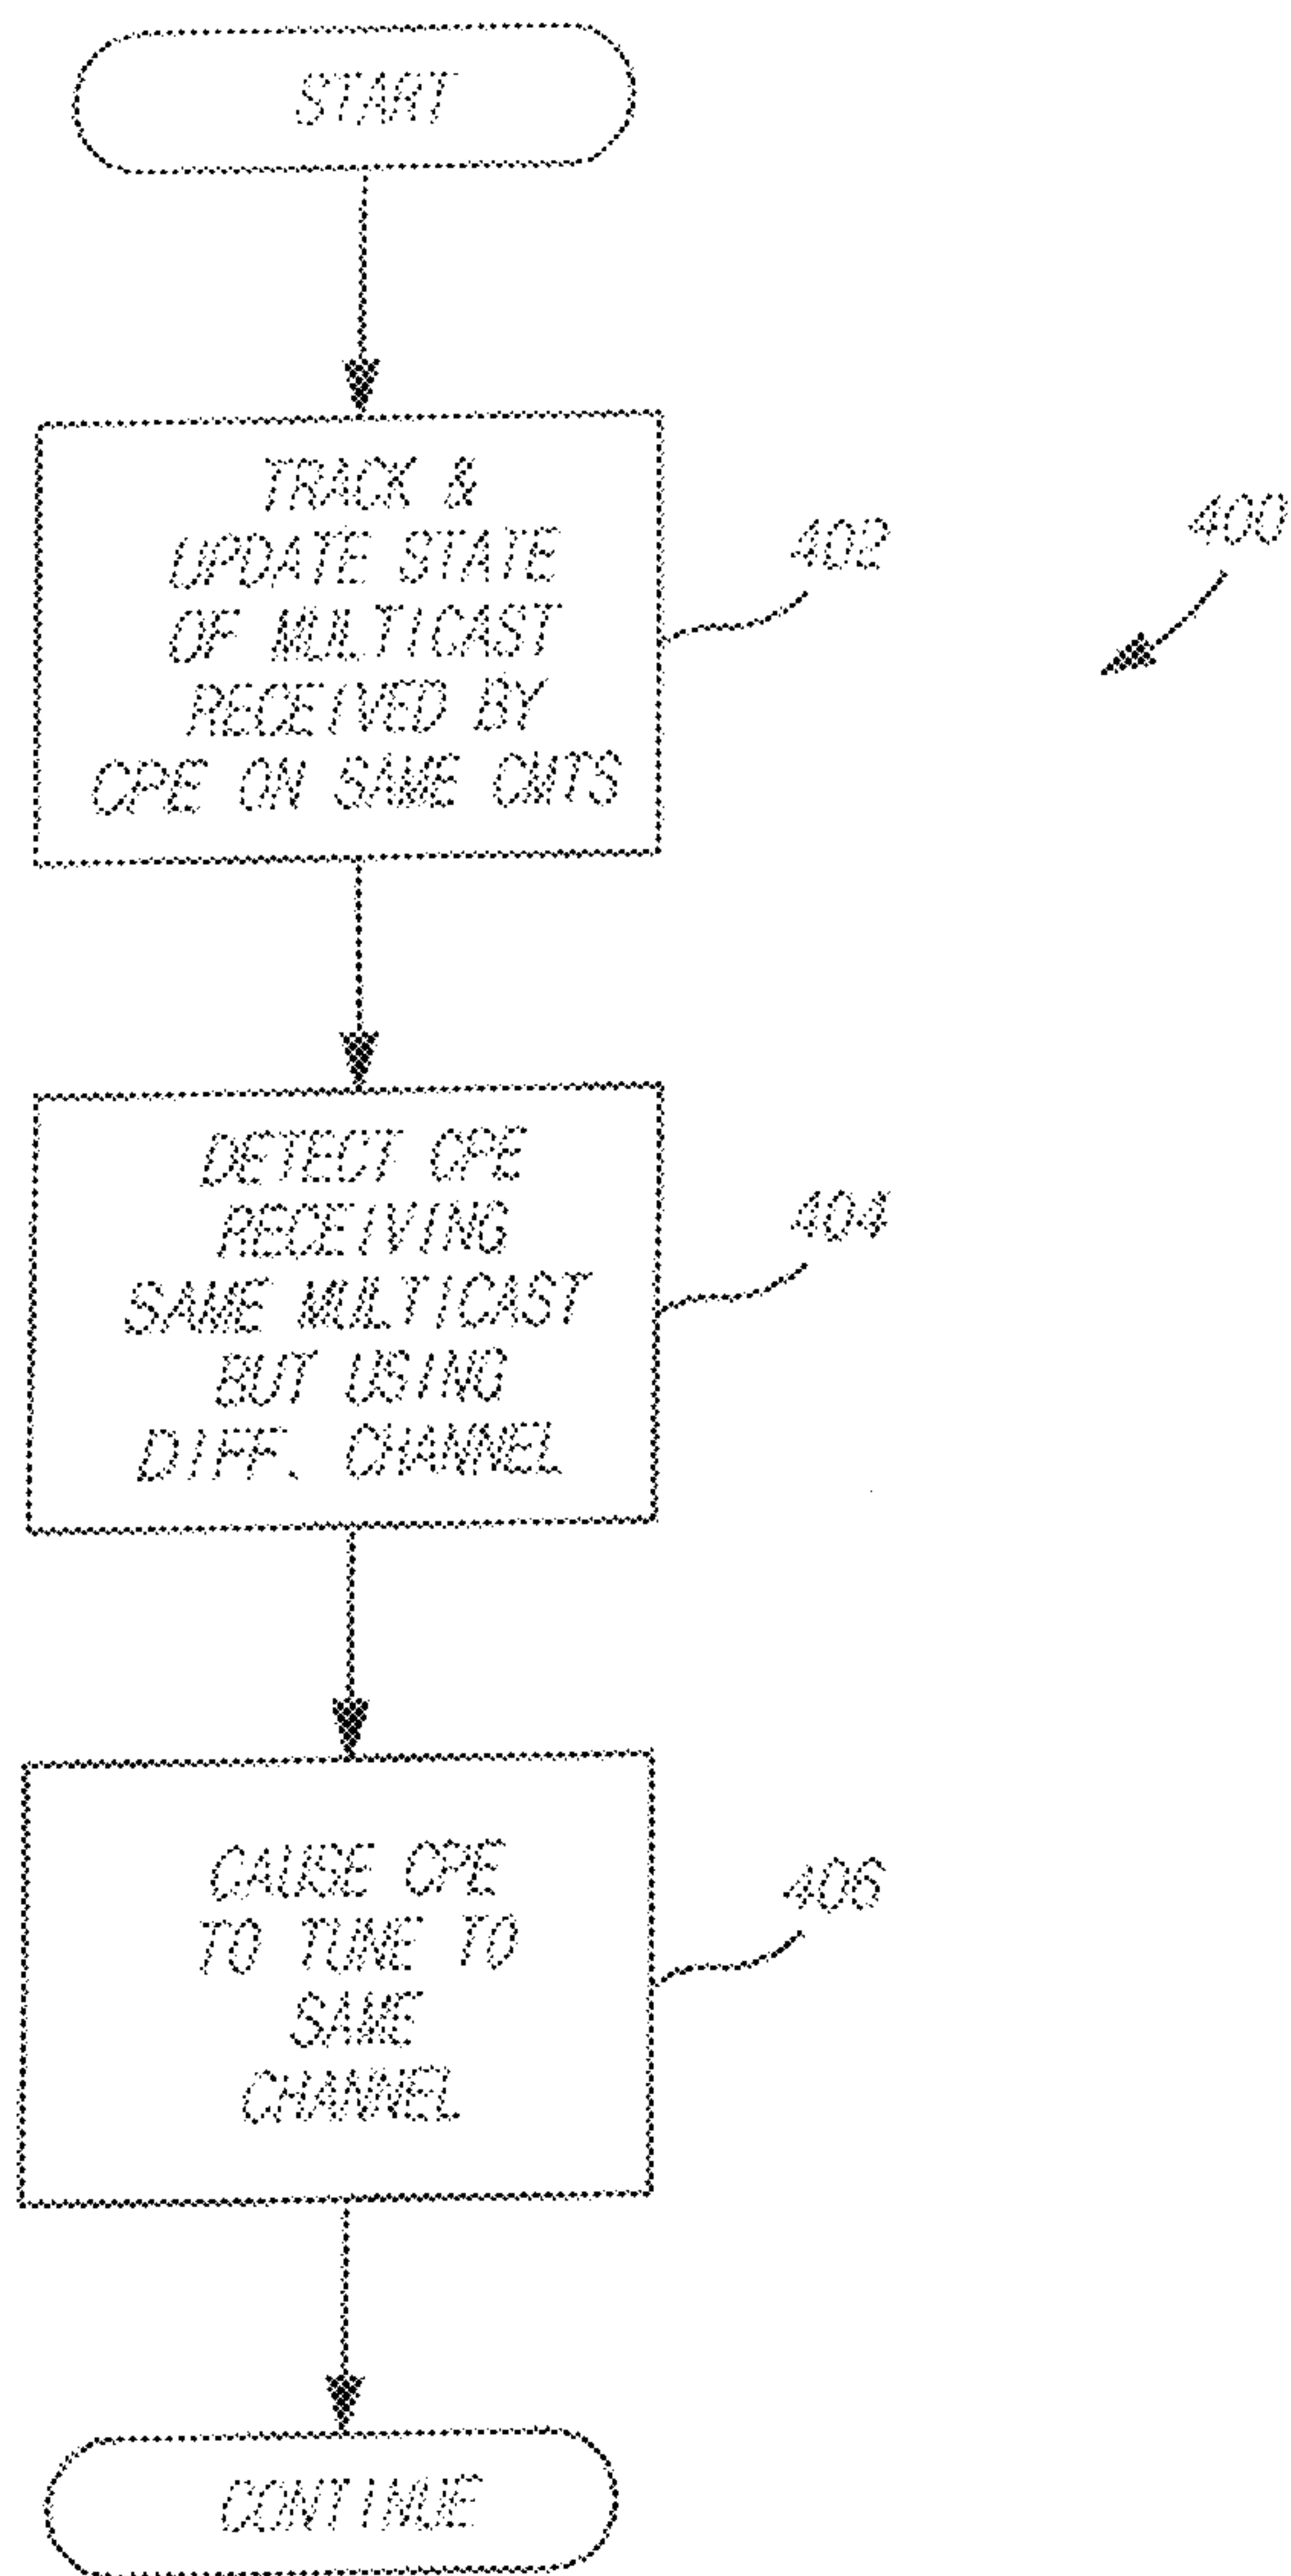 START
TRACK &
UPDATE STATE
OF MULTICAST
RECEIVED BY
CPE ON SAME CMTS
402
400
DETECT CPE
RECEIVING
SAME MULTICAST
BUT USING
DIFF. CHANNEL
404
CAUSE CPE
TO TUNE TO
SAME
CHANNEL
406
CONTINUE